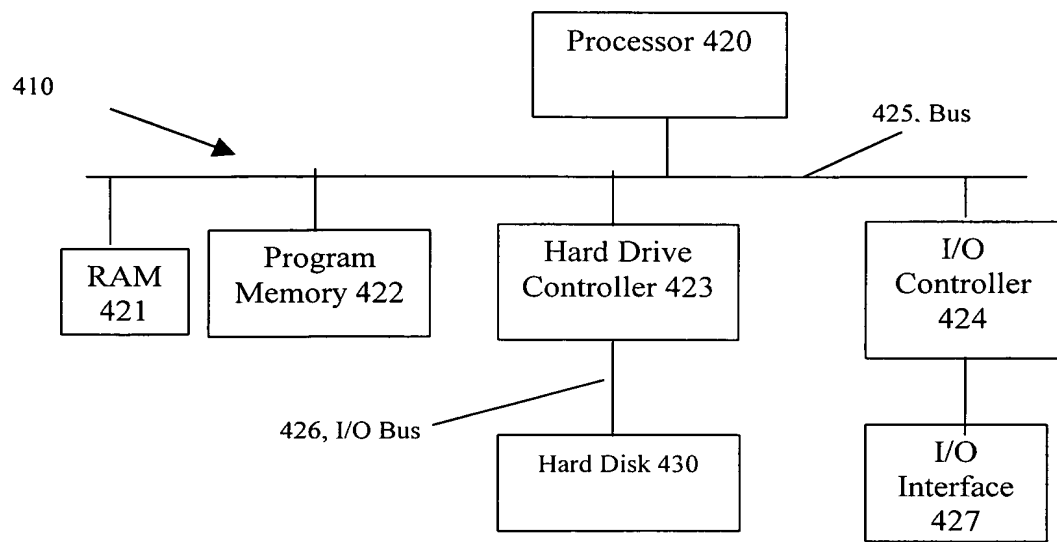 Processor 420
410
425, Bus
RAM
421
Program
Memory 422
Hard Drive
Controller 423
I/O
Controller
424
426, I/O Bus
Hard Disk 430
I/O
Interface
427